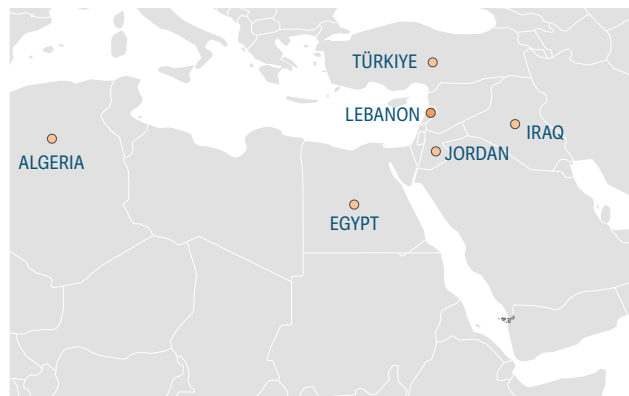 TÜRKIYE
LEBANON
IRAQ
JORDAN
ALGERIA
EGYPT